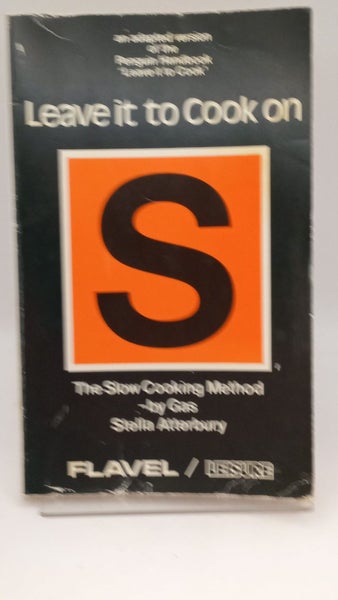 an adapted version
of the
Penguin Handbook
"Leave it to Cook"
Leave it to Cook on
S
The Slow Cooking Method
-by Gas
Stella Atterbury
FLAVEL / LEISURE